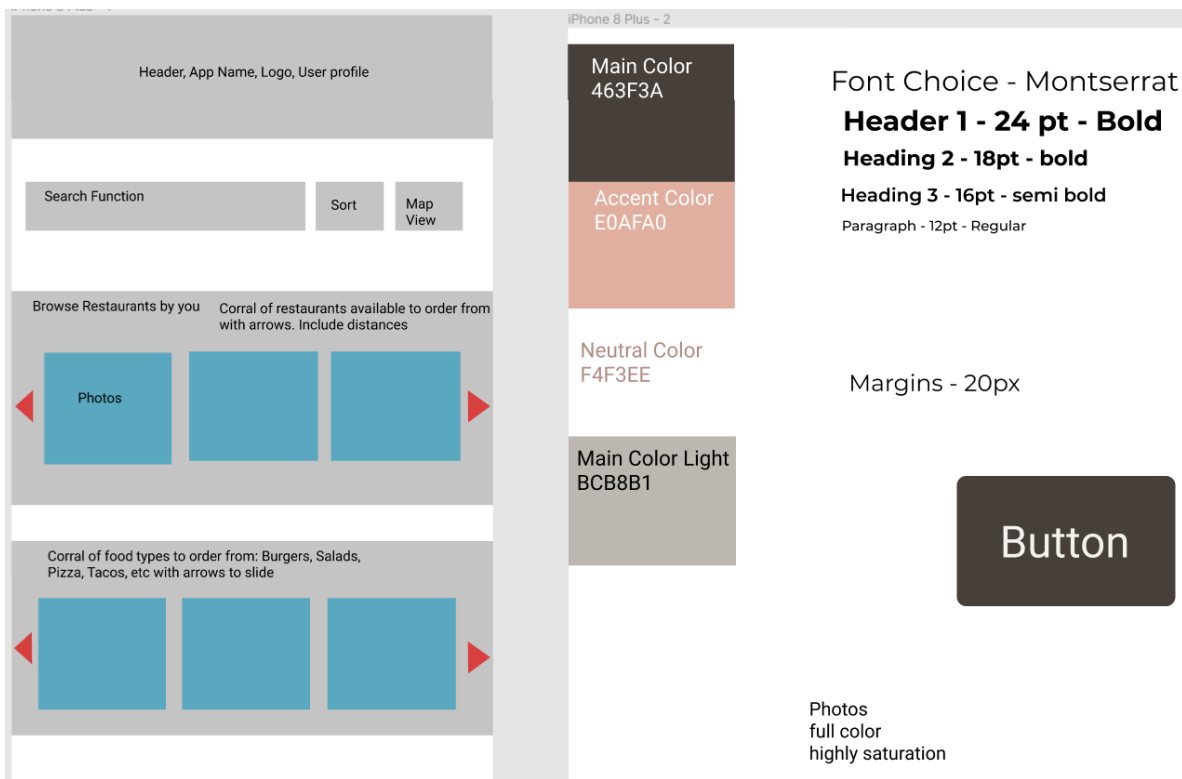 iPhone 8 Plus - 1
Header, App Name, Logo, User profile
Search Function
Sort
Map
View
Browse Restaurants by you
Corral of restaurants available to order from
with arrows. Include distances
Photos
Corral of food types to order from: Burgers, Salads,
Pizza, Tacos, etc with arrows to slide
iPhone 8 Plus - 2
Main Color
463F3A
Accent Color
E0AFA0
Neutral Color
F4F3EE
Main Color Light
BCB8B1
Font Choice - Montserrat
Header 1 - 24 pt - Bold
Heading 2 - 18pt - bold
Heading 3 - 16pt - semi bold
Paragraph - 12pt - Regular
Margins - 20px
Button
Photos
full color
highly saturation